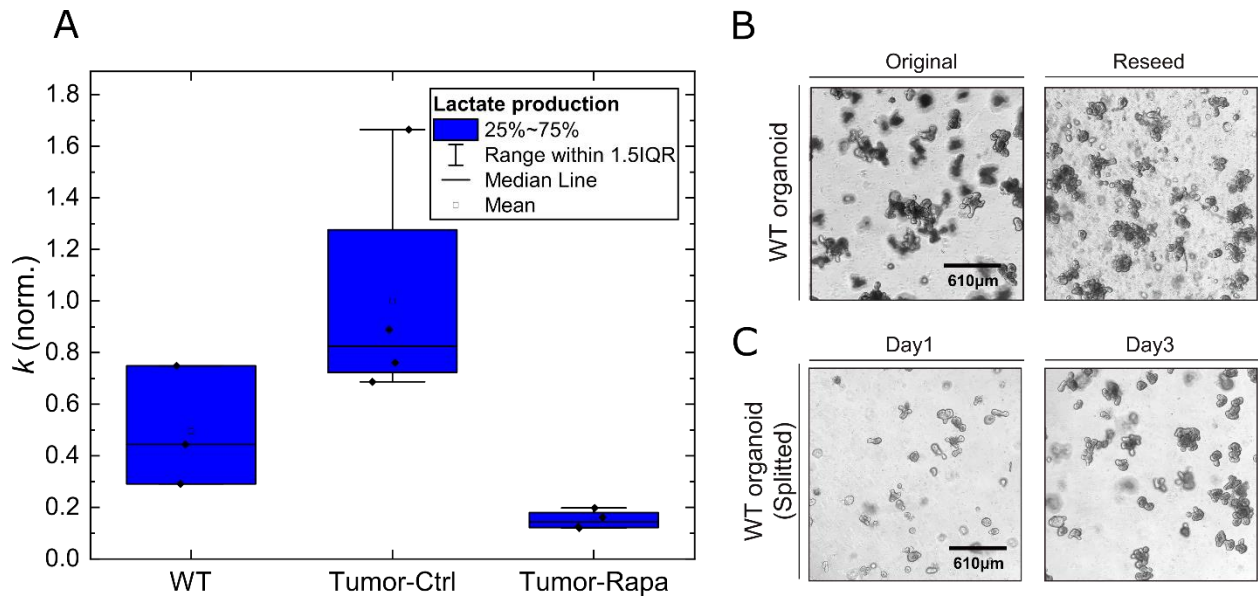 A
1.8
1.6
1.4
1.2
1.0
0.8
0.6
0.4
0.2
0.0
k (norm.)
Lactate production
25%~75%
Range within 1.5IQR
Median Line
Mean
WT
Tumor-Ctrl
Tumor-Rapa
B
Original
Reseed
WT organoid
610µm
C
Day1
Day3
WT organoid
(Splitted)
610µm